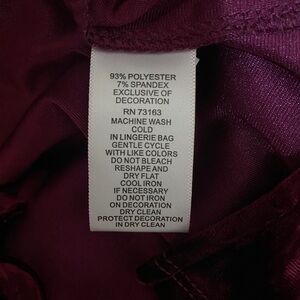 93% POLYESTER
7% SPANDEX
EXCLUSIVE OF
DECORATION
RN 73163
MACHINE WASH
COLD
IN LINGERIE BAG
GENTLE CYCLE
WITH LIKE COLORS
DO NOT BLEACH
RESHAPE AND
DRY FLAT
COOL IRON
IF NECESSARY
DO NOT IRON
ON DECORATION
DRY CLEAN
PROTECT DECORATION
IN DRY CLEAN